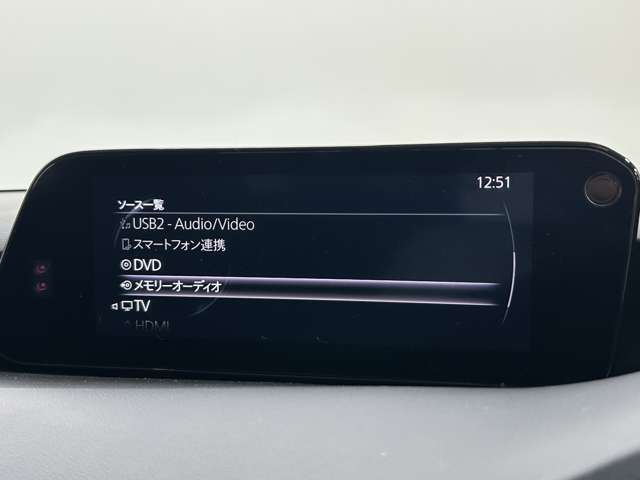 12:51
ソース一覧
USB2 - Audio/Video
スマートフォン連携
DVD
メモリーオーディオ
TV
HDMI